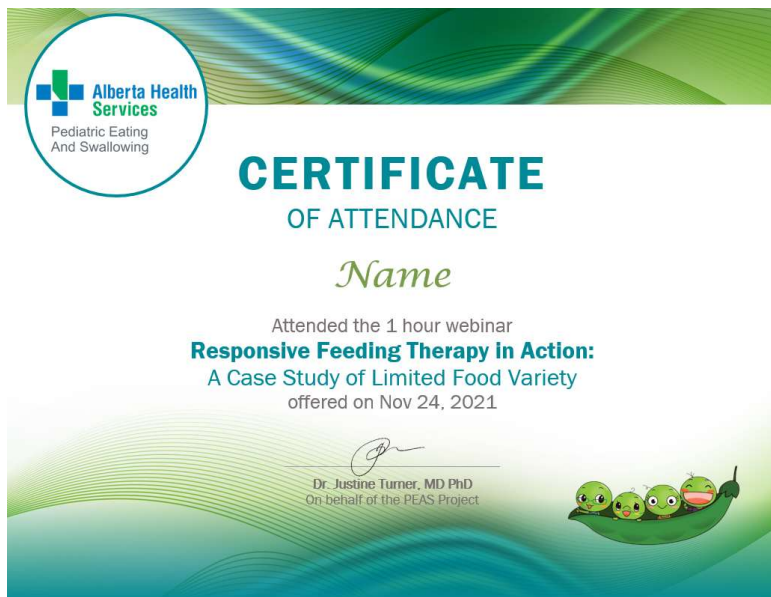 Alberta Health
Services
Pediatric Eating
And Swallowing
CERTIFICATE
OF ATTENDANCE
Name
Attended the 1 hour webinar
Responsive Feeding Therapy in Action:
A Case Study of Limited Food Variety
offered on Nov 24, 2021
Dr. Justine Turner, MD PhD
On behalf of the PEAS Project